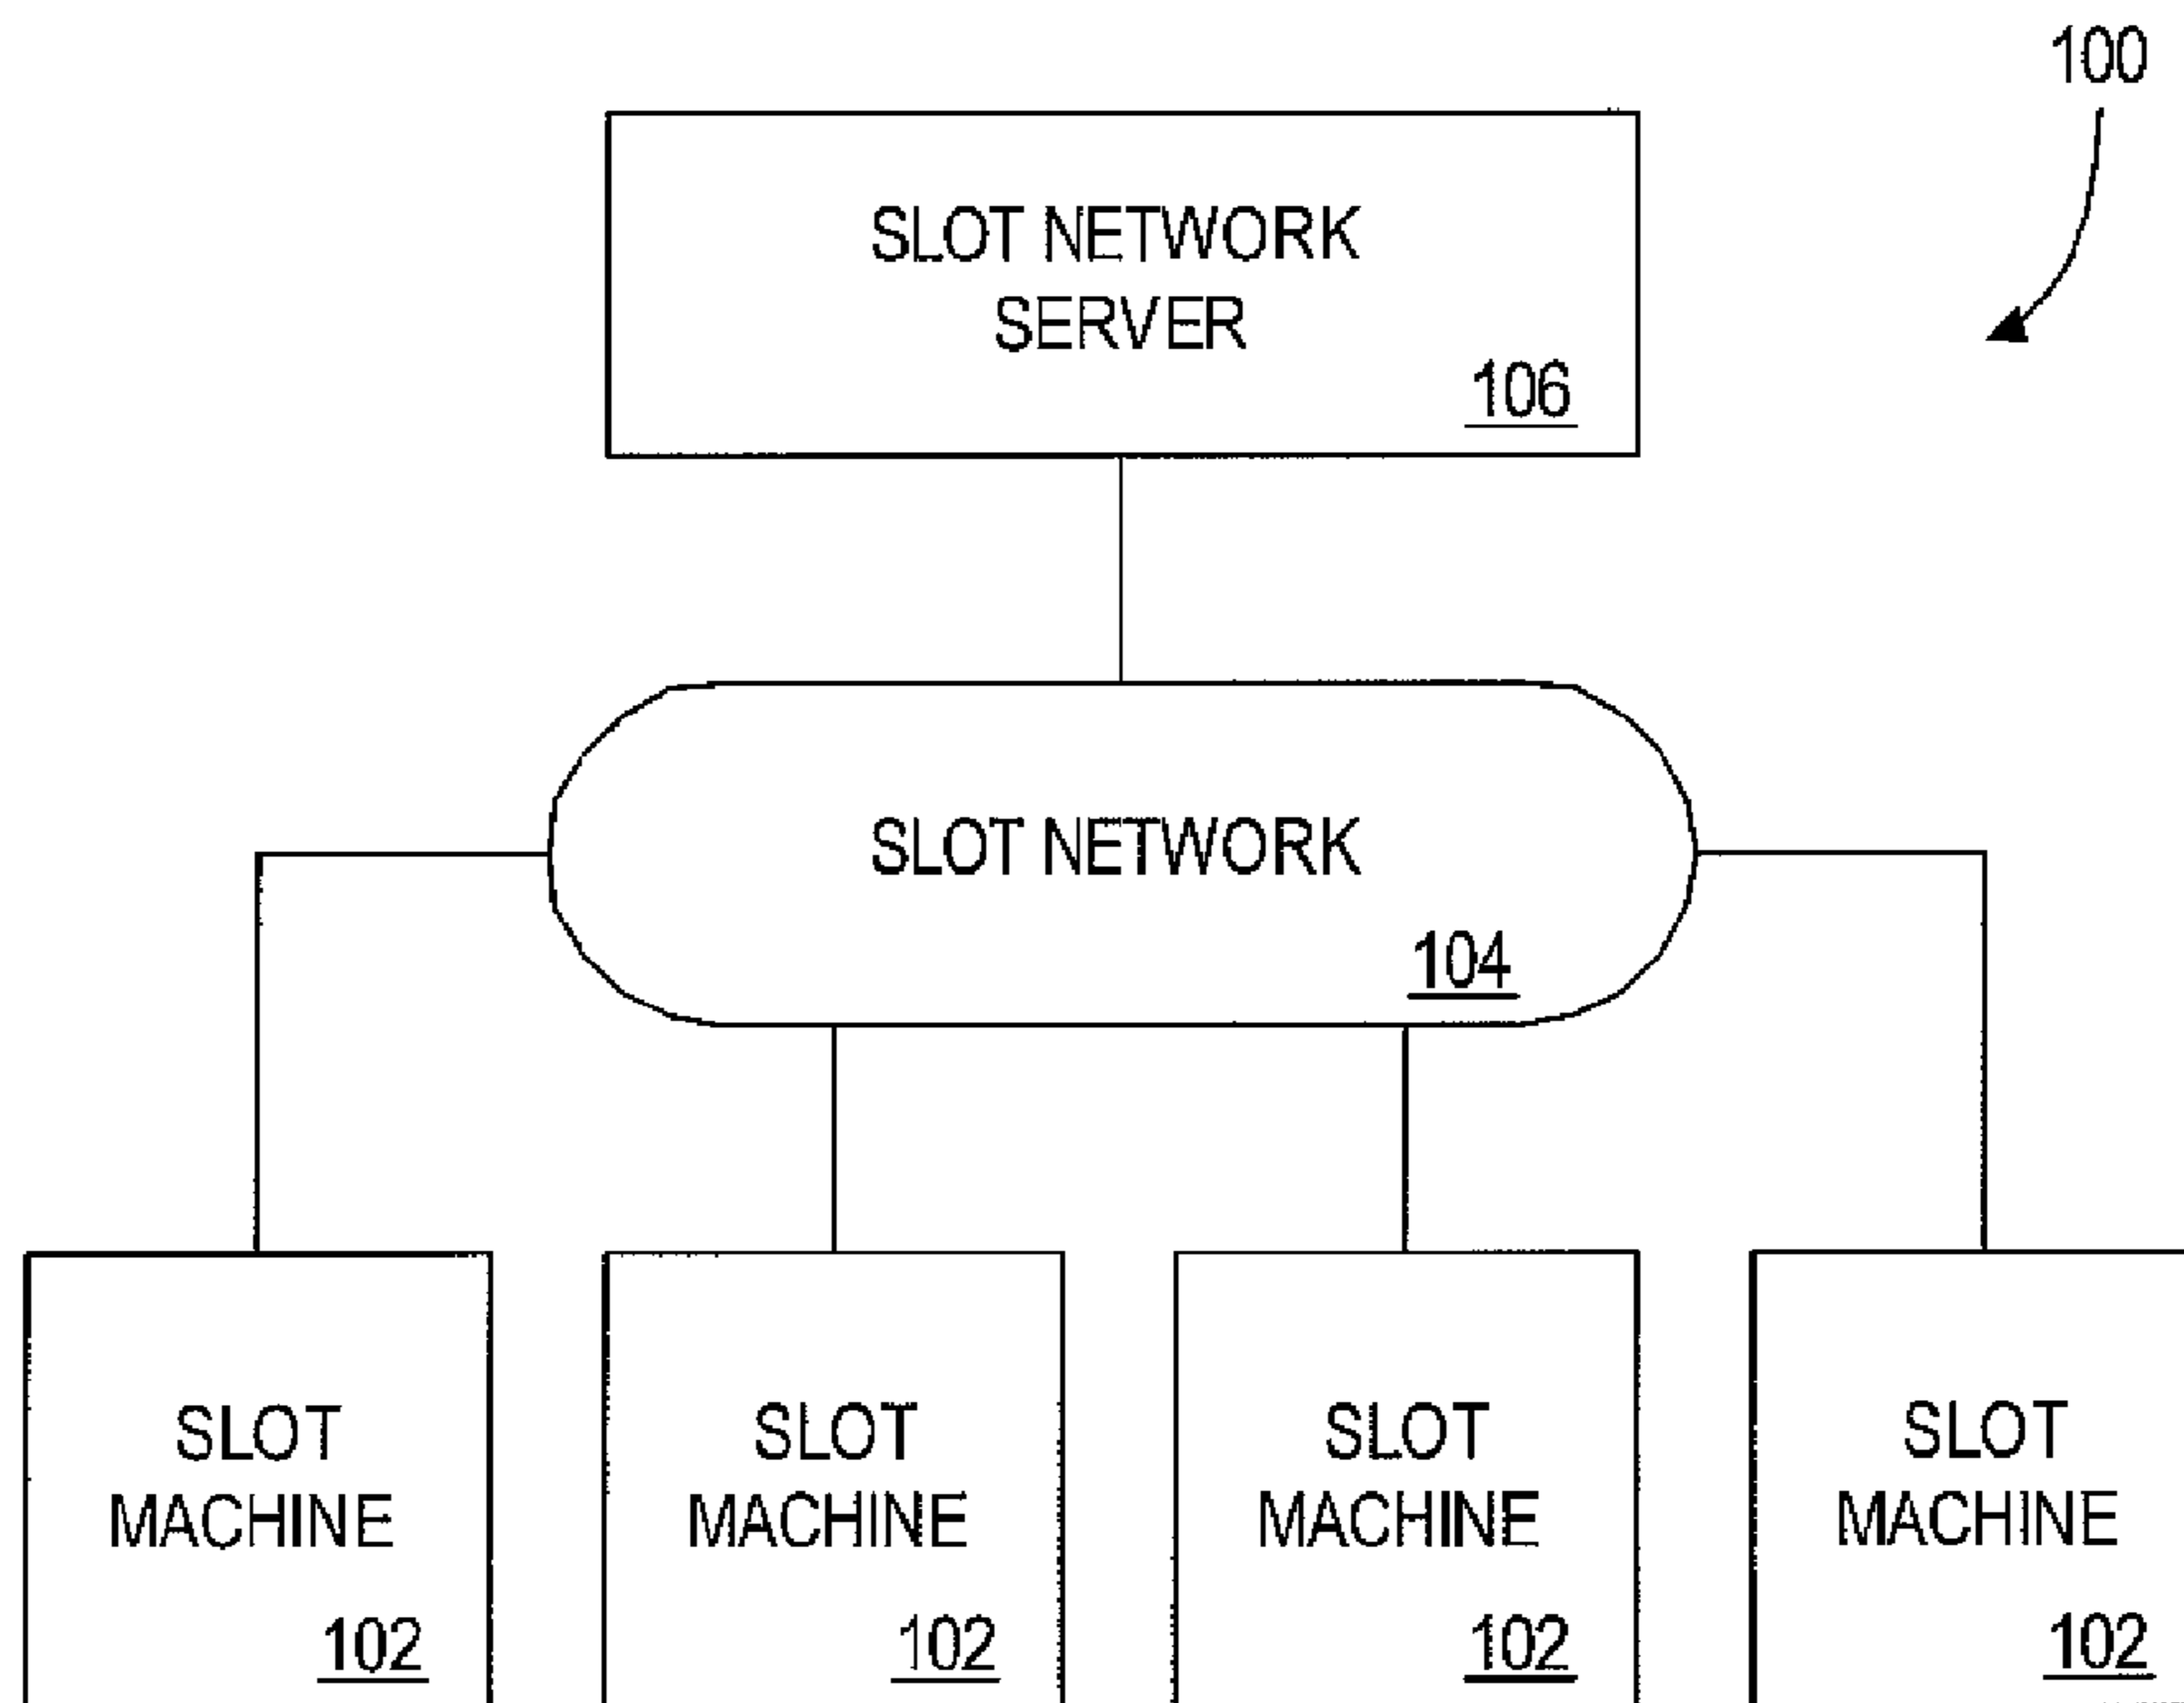 100
SLOT NETWORK
SERVER
106
SLOT NETWORK
104
SLOT
MACHINE
102
SLOT
MACHINE
102
SLOT
MACHINE
102
SLOT
MACHINE
102